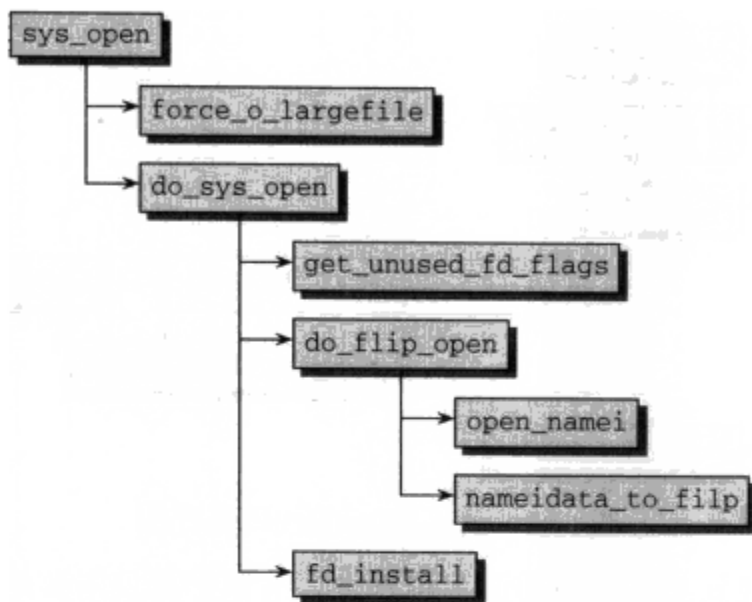 sys_open
force_o_largefile
do_sys_open
get_unused_fd_flags
do_flip_open
open_namei
nameidata_to_filp
fd_install